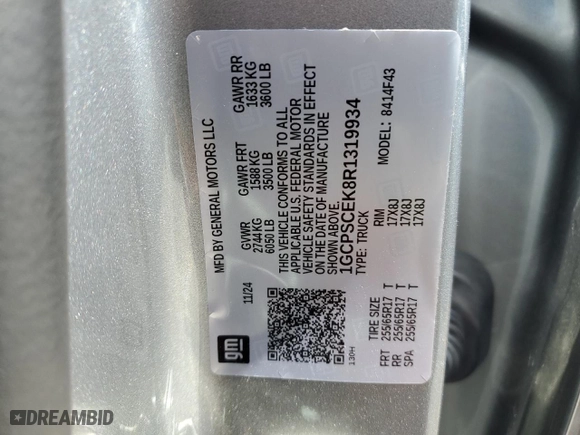 MFD BY GENERAL MOTORS LLC
11/24
GVWR
2744 KG
6050 LB
GAWR FRT
1588 KG
3500 LB
GAWR RR
1633 KG
3600 LB
THIS VEHICLE CONFORMS TO ALL
APPLICABLE U.S. FEDERAL MOTOR
VEHICLE SAFETY STANDARDS IN EFFECT
ON THE DATE OF MANUFACTURE
SHOWN ABOVE.
1GCPSCEK8R1319934
TYPE: TRUCK
MODEL: 8414F43
gm
130H
TIRE SIZE RIM
FRT 255/65R17 T 17X8J
RR 255/65R17 T 17X8J
SPA 255/65R17 T 17X8J
DREAMBID